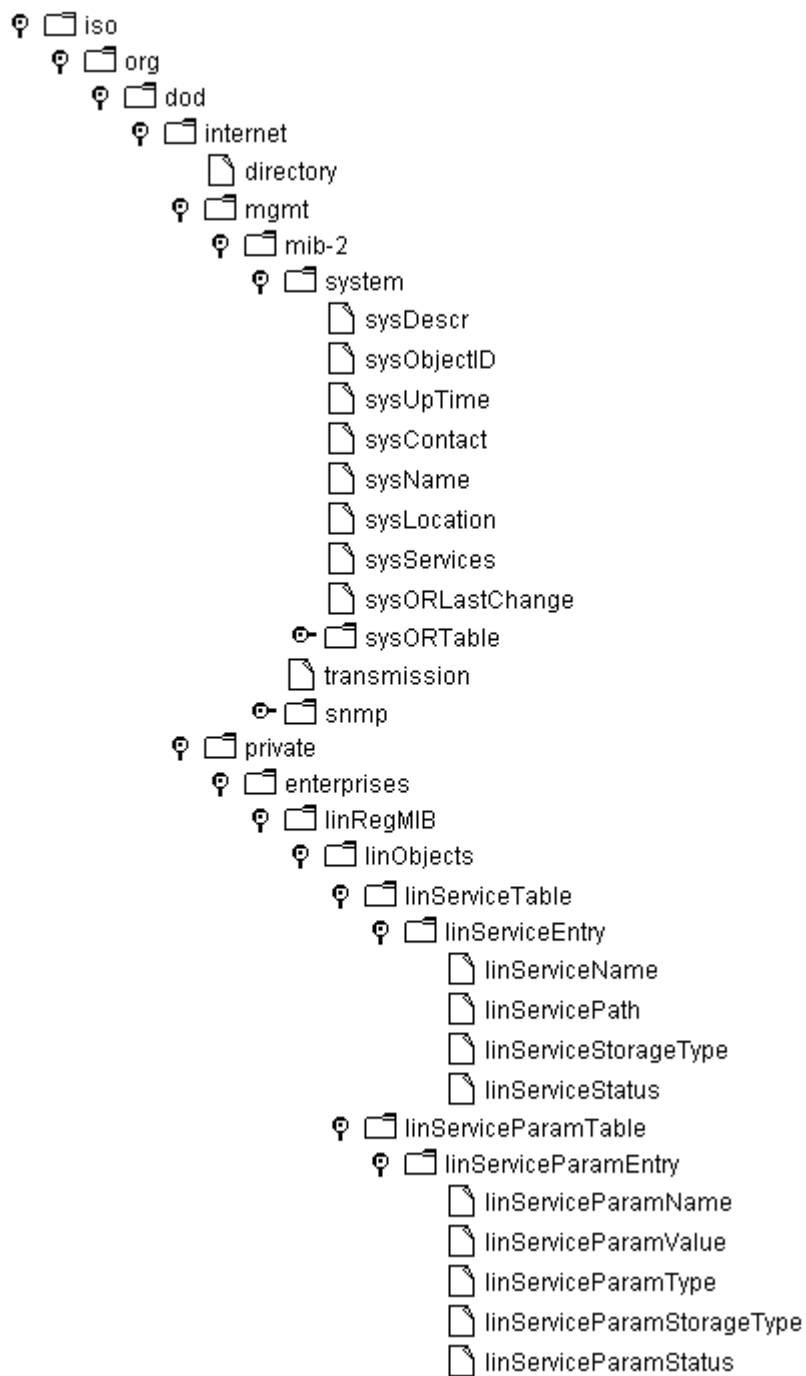 iso
org
dod
internet
directory
mgmt
mib-2
system
sysDescr
sysObjectID
sysUpTime
sysContact
sysName
sysLocation
sysServices
sysORLastChange
sysORTable
transmission
snmp
private
enterprises
linRegMIB
linObjects
linServiceTable
linServiceEntry
linServiceName
linServicePath
linServiceStorageType
linServiceStatus
linServiceParamTable
linServiceParamEntry
linServiceParamName
linServiceParamValue
linServiceParamType
linServiceParamStorageType
linServiceParamStatus